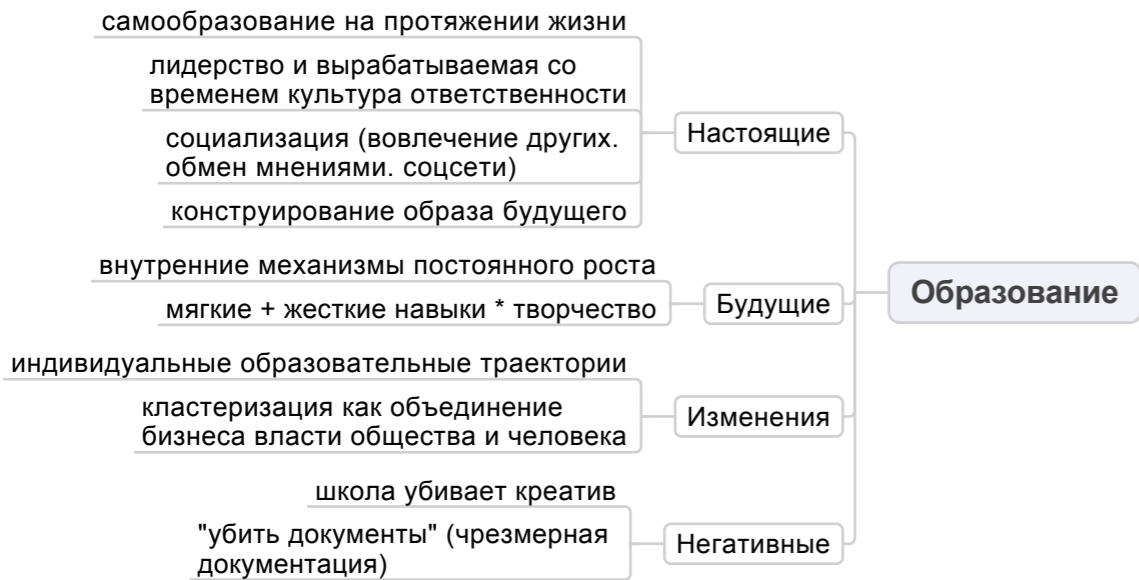 самообразование на протяжении жизни
лидерство и вырабатываемая со
временем культура ответственности
социализация (вовлечение других.
обмен мнениями. соцсети)
конструирование образа будущего
Настоящие
внутренние механизмы постоянного роста
мягкие + жесткие навыки * творчество
Будущие
индивидуальные образовательные траектории
кластеризация как объединение
бизнеса власти общества и человека
Изменения
школа убивает креатив
"убить документы" (чрезмерная
документация)
Негативные
Образование